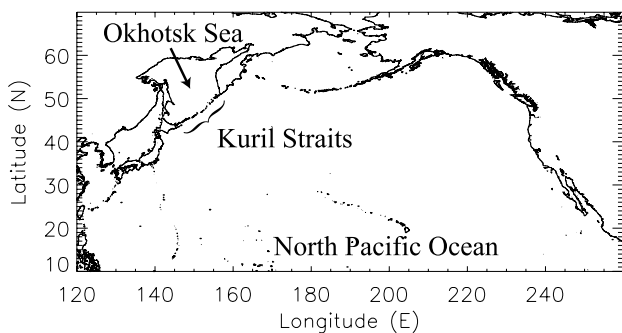 Okhotsk Sea
Kuril Straits
North Pacific Ocean
Latitude (N)
60
50
40
30
20
10
120 140 160 180 200 220 240
Longitude (E)